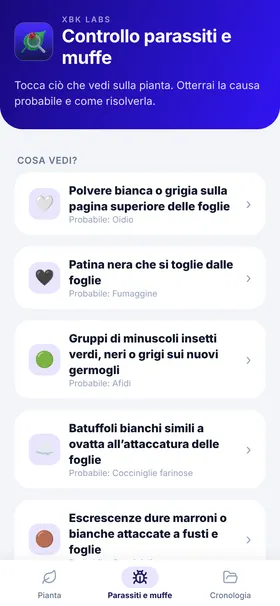 XBK LABS
Controllo parassiti e
muffe
Tocca ciò che vedi sulla pianta. Otterrai la causa
probabile e come risolverla.
COSA VEDI?
Polvere bianca o grigia sulla
pagina superiore delle foglie
Probabile: Oidio
Patina nera che si toglie dalle
foglie
Probabile: Fumaggine
Gruppi di minuscoli insetti
verdi, neri o grigi sui nuovi
germogli
Probabile: Afidi
Batuffoli bianchi simili a
ovatta all’attaccatura delle
foglie
Probabile: Cocciniglie farinose
Escrescenze dure marroni o
bianche attaccate a fusti e
foglie
Pianta
Parassiti e muffe
Cronologia